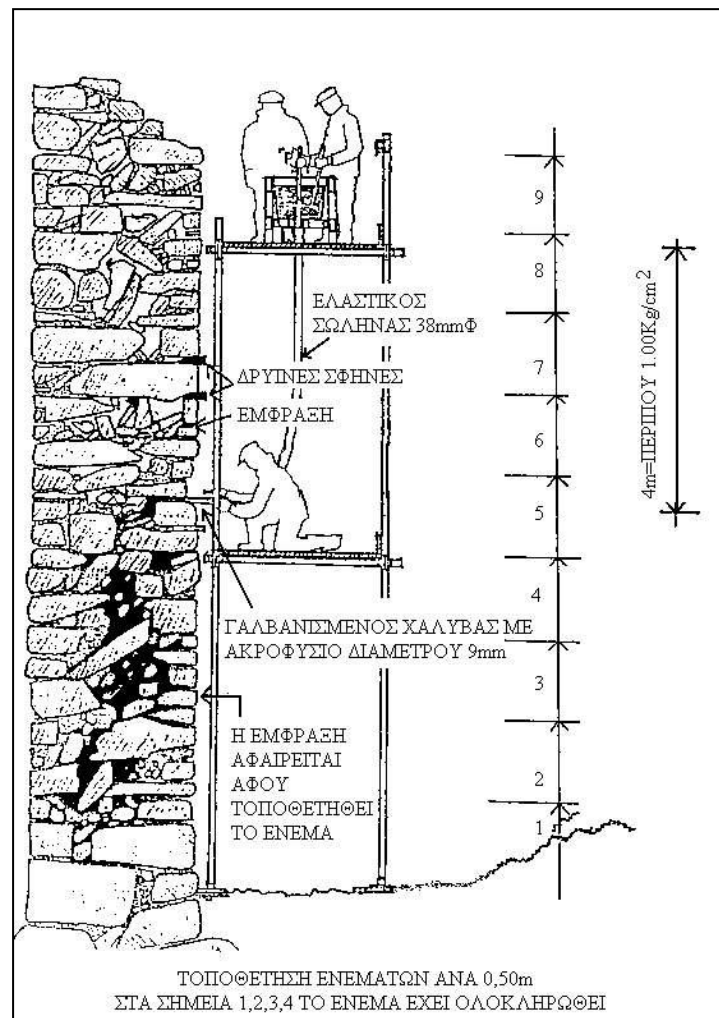 9
8
ΕΛΑΣΤΙΚΟΣ
ΣΩΛΗΝΑΣ 38mmΦ
7
ΔΡΥΙΝΕΣ ΣΦΗΝΕΣ
ΕΜΦΡΑΞΗ
6
4m=ΠΕΡΙΠΟΥ 1.00Kg/cm2
5
4
ΓΑΛΒΑΝΙΣΜΕΝΟΣ ΧΑΛΥΒΑΣ ΜΕ
ΑΚΡΟΦΥΣΙΟ ΔΙΑΜΕΤΡΟΥ 9mm
3
Η ΕΜΦΡΑΞΗ
ΑΦΑΙΡΕΙΤΑΙ
ΑΦΟΥ
ΤΟΠΟΘΕΤΗΘΕΙ
ΤΟ ΕΝΕΜΑ
2
1
ΤΟΠΟΘΕΤΗΣΗ ΕΝΕΜΑΤΩΝ ΑΝΑ 0,50m
ΣΤΑ ΣΗΜΕΙΑ 1,2,3,4 ΤΟ ΕΝΕΜΑ ΕΧΕΙ ΟΛΟΚΛΗΡΩΘΕΙ